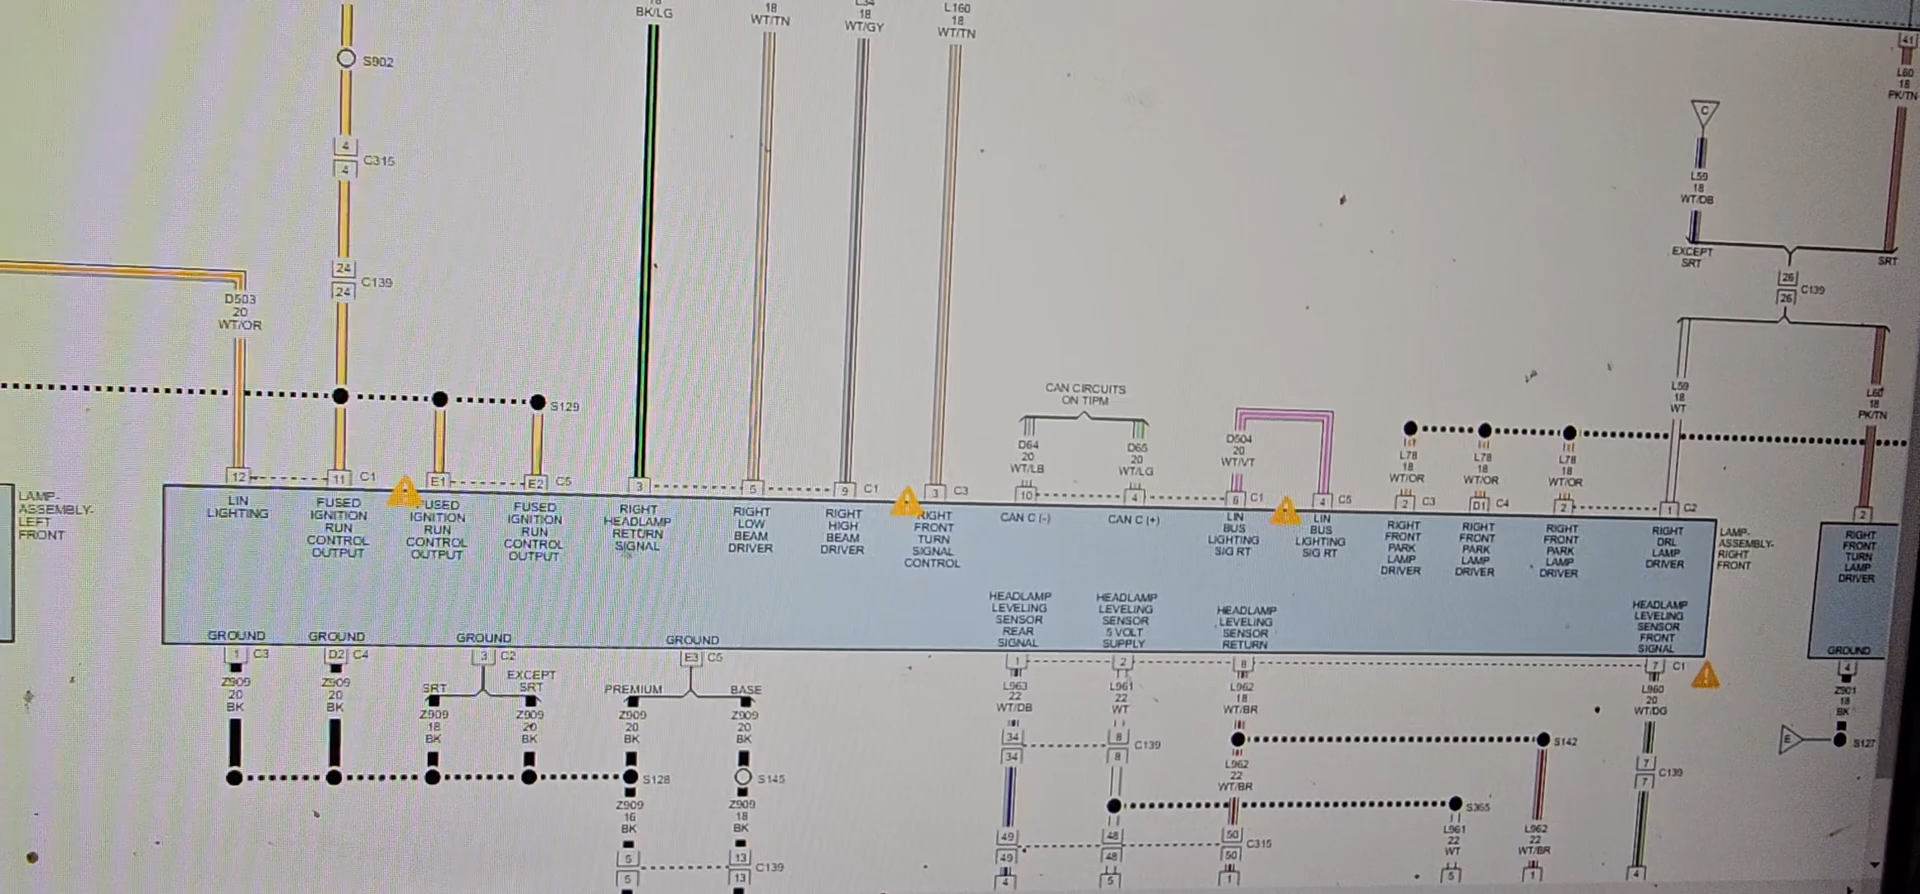 BK/LG
18
WT/TN
18
WT/GY
L160
18
WT/TN
41
L60
18
PK/TN
S902
4
4
C315
24
24
C139
D503
20
WT/OR
S129
C
L59
18
WT/DB
EXCEPT
SRT
SRT
26
26
C139
L59
18
WT
L60
18
PK/TN
CAN CIRCUITS
ON TIPM
D64
20
WT/LB
D65
20
WT/LG
D504
20
WT/VT
L78
18
WT/OR
L78
18
WT/OR
L78
18
WT/OR
12
11
C1
E1
E2
C5
3
5
9
C1
3
C3
10
4
6
C1
4
C5
2
C3
D1
C4
2
1
C2
2
LAMP-
ASSEMBLY-
LEFT
FRONT
LIN
LIGHTING
FUSED
IGNITION
RUN
CONTROL
OUTPUT
FUSED
IGNITION
RUN
CONTROL
OUTPUT
FUSED
IGNITION
RUN
CONTROL
OUTPUT
RIGHT
HEADLAMP
RETURN
SIGNAL
RIGHT
LOW
BEAM
DRIVER
RIGHT
HIGH
BEAM
DRIVER
RIGHT
FRONT
TURN
SIGNAL
CONTROL
CAN C (-)
CAN C (+)
LIN
BUS
LIGHTING
SIG RT
LIN
BUS
LIGHTING
SIG RT
RIGHT
FRONT
PARK
LAMP
DRIVER
RIGHT
FRONT
PARK
LAMP
DRIVER
RIGHT
FRONT
PARK
LAMP
DRIVER
RIGHT
DRL
LAMP
DRIVER
LAMP-
ASSEMBLY-
RIGHT
FRONT
RIGHT
FRONT
TURN
LAMP
DRIVER
GROUND
GROUND
GROUND
GROUND
HEADLAMP
LEVELING
SENSOR
REAR
SIGNAL
HEADLAMP
LEVELING
SENSOR
5 VOLT
SUPPLY
HEADLAMP
LEVELING
SENSOR
RETURN
HEADLAMP
LEVELING
SENSOR
FRONT
SIGNAL
GROUND
1
C3
D2
C4
3
C2
E3
C5
1
2
8
7
C1
4
Z909
20
BK
Z909
20
BK
SRT
EXCEPT
SRT
Z909
18
BK
Z909
20
BK
PREMIUM
BASE
Z909
20
BK
Z909
20
BK
L963
22
WT/DB
L961
22
WT
L962
18
WT/BR
L960
20
WT/DG
Z901
18
BK
34
34
8
8
C139
S142
E
S127
S128
S145
L962
22
WT/BR
7
7
C139
Z909
16
BK
Z909
18
BK
S365
49
49
48
48
50
50
C315
L961
22
WT
L962
22
WT/BR
5
5
13
13
C139
4
5
1
5
1
4